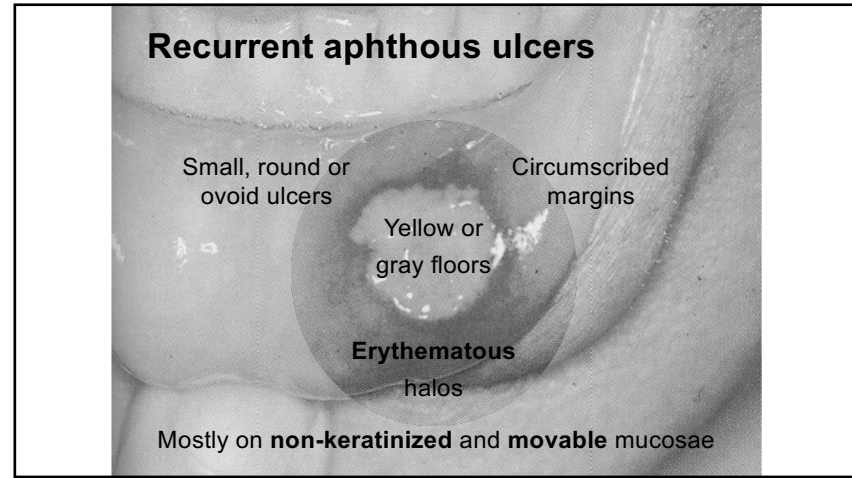 Recurrent aphthous ulcers
Small, round or
ovoid ulcers
Circumscribed
margins
Yellow or
gray floors
Erythematous
halos
Mostly on non-keratinized and movable mucosae